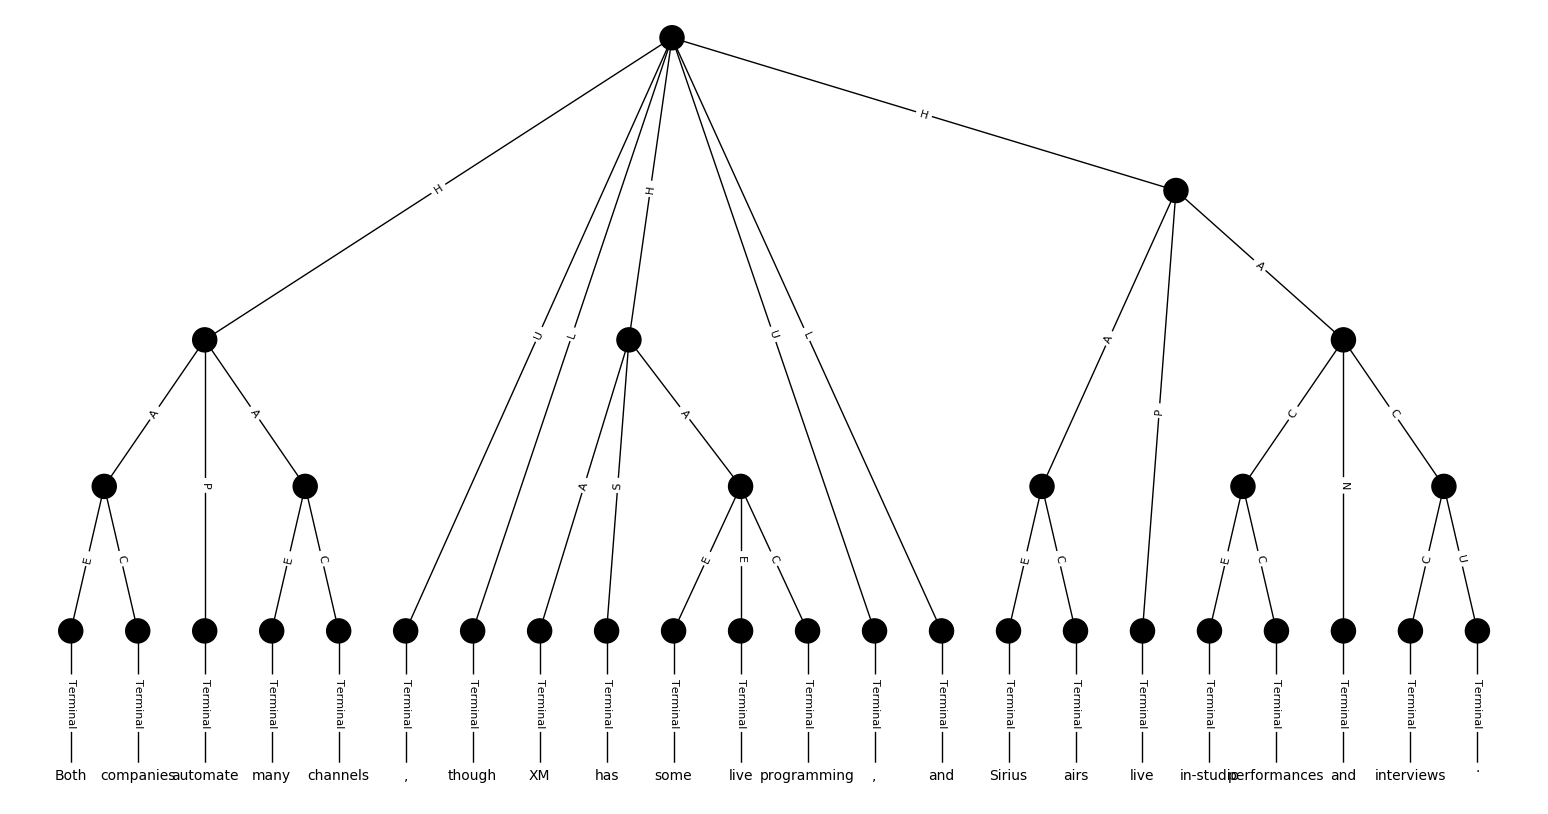 H
H
H
U
L
U
L
A
A
P
A
A
S
A
P
C
N
C
A
E
C
E
C
E
E
C
E
C
E
C
C
U
Terminal Terminal Terminal Terminal Terminal Terminal Terminal Terminal Terminal Terminal Terminal Terminal Terminal Terminal Terminal Terminal Terminal Terminal Terminal Terminal Terminal Terminal
Both companies automate many channels , though XM has some live programming , and Sirius airs live in-studio performances and interviews .